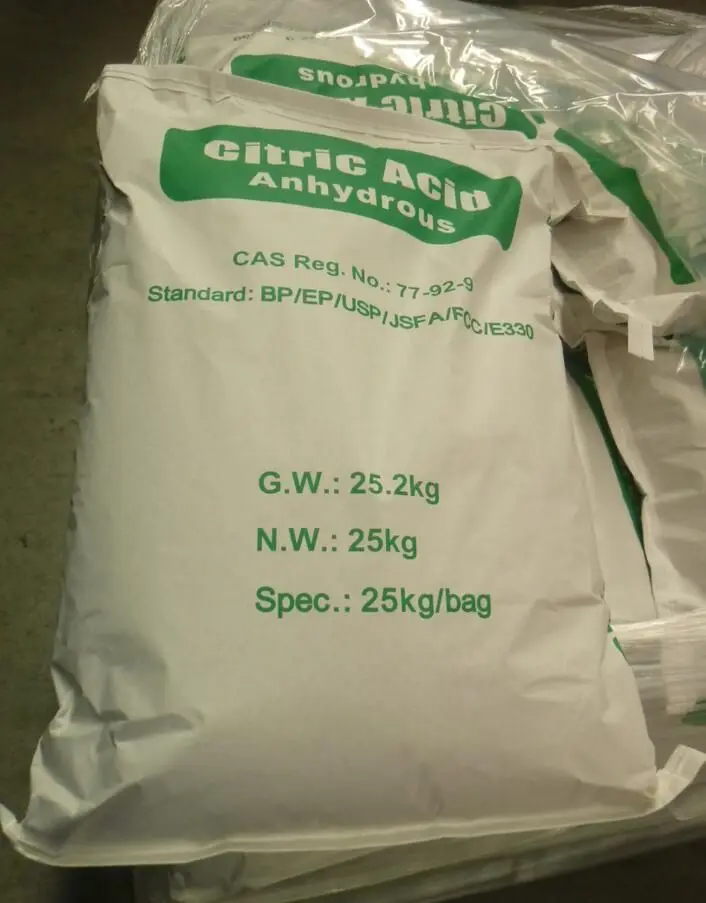 Citric Acid
Anhydrous
CAS Reg. No.: 77-92-9
Standard: BP/EP/USP/JSFA/FCC/E330
G.W.: 25.2kg
N.W.: 25kg
Spec.: 25kg/bag
Citric